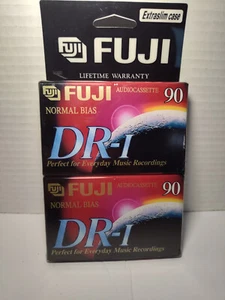 Extraslim case
FUJI
FUJI
LIFETIME WARRANTY
FUJI
AUDIOCASSETTE
90
NORMAL BIAS
DR-I
Perfect for Everyday Music Recordings
FUJI
AUDIOCASSETTE
90
NORMAL BIAS
DR-I
Perfect for Everyday Music Recordings